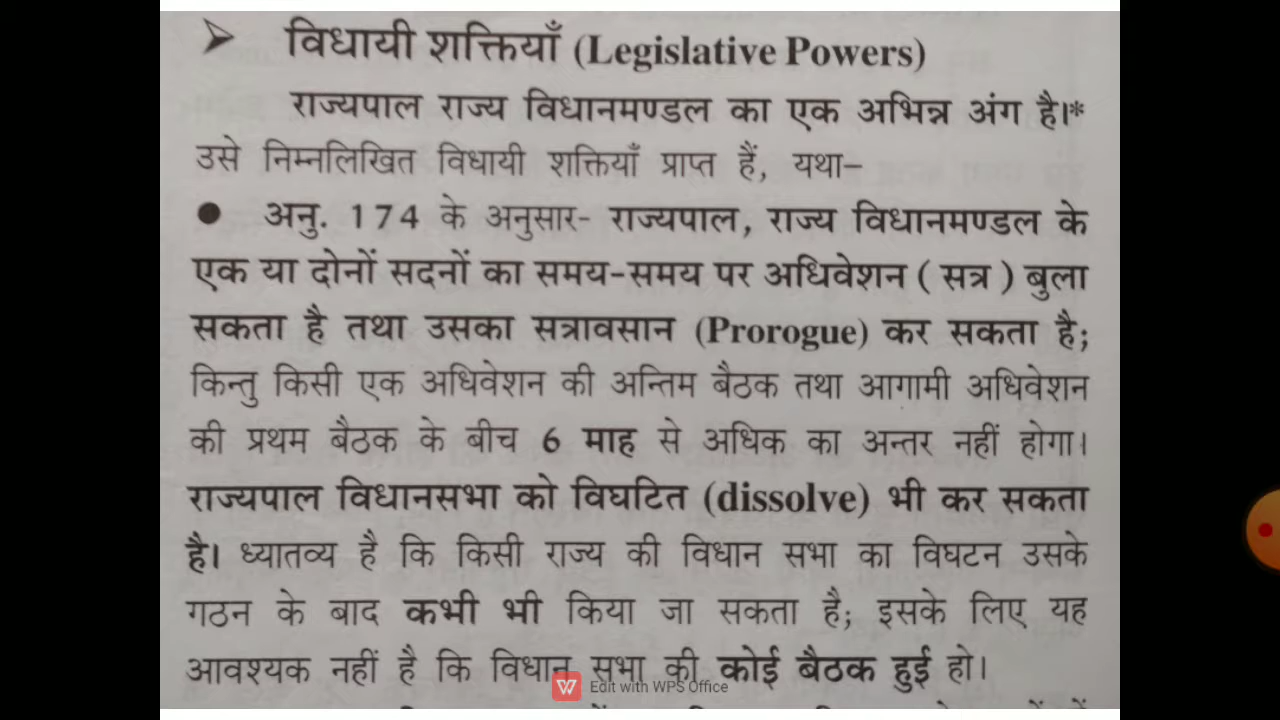 ➤ विधायी शक्तियाँ (Legislative Powers)
राज्यपाल राज्य विधानमण्डल का एक अभिन्न अंग है।*
उसे निम्नलिखित विधायी शक्तियाँ प्राप्त हैं, यथा–
● अनु. 174 के अनुसार- राज्यपाल, राज्य विधानमण्डल के
एक या दोनों सदनों का समय-समय पर अधिवेशन ( सत्र ) बुला
सकता है तथा उसका सत्रावसान (Prorogue) कर सकता है;
किन्तु किसी एक अधिवेशन की अन्तिम बैठक तथा आगामी अधिवेशन
की प्रथम बैठक के बीच 6 माह से अधिक का अन्तर नहीं होगा।
राज्यपाल विधानसभा को विघटित (dissolve) भी कर सकता
है। ध्यातव्य है कि किसी राज्य की विधान सभा का विघटन उसके
गठन के बाद कभी भी किया जा सकता है; इसके लिए यह
आवश्यक नहीं है कि विधान सभा की कोई बैठक हुई हो।
W Edit with WPS Office